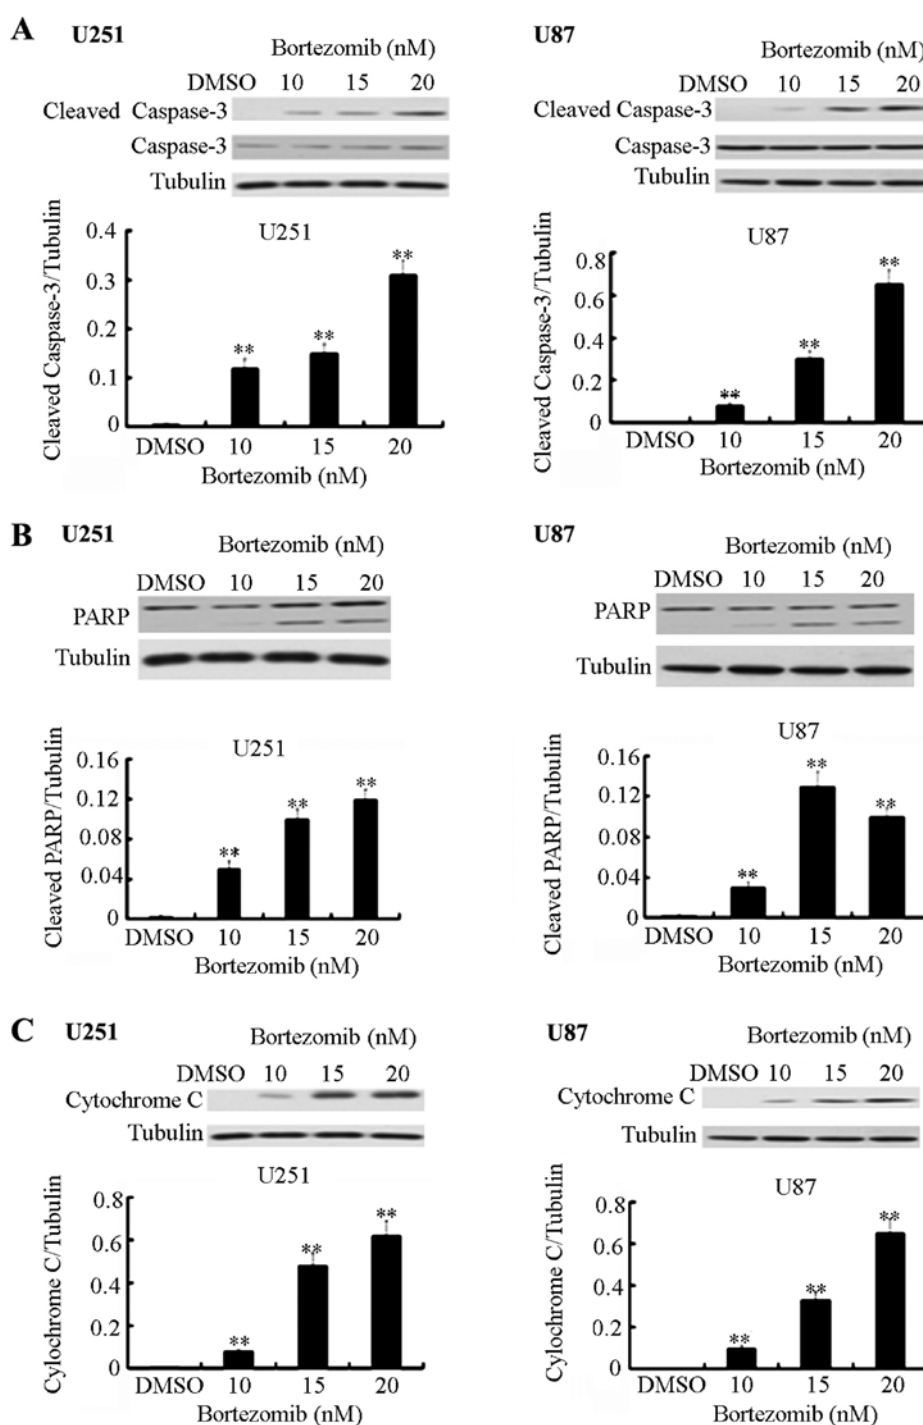 A U251 U87
Bortezomib (nM) Bortezomib (nM)
DMSO 10 15 20 DMSO 10 15 20
Cleaved Caspase-3 Cleaved Caspase-3
Caspase-3 Caspase-3
Tubulin Tubulin
Cleaved Caspase-3/Tubulin
U251
0.4
0.3
0.2
0.1
0
** ** **
DMSO 10 15 20
Bortezomib (nM)
Cleaved Caspase-3/Tubulin
U87
0.8
0.6
0.4
0.2
0
** ** **
DMSO 10 15 20
Bortezomib (nM)
B U251 U87
Bortezomib (nM) Bortezomib (nM)
DMSO 10 15 20 DMSO 10 15 20
PARP PARP
Tubulin Tubulin
Cleaved PARP/Tubulin
U251
0.16
0.12
0.08
0.04
0
** ** **
DMSO 10 15 20
Bortezomib (nM)
Cleaved PARP/Tubulin
U87
0.16
0.12
0.08
0.04
0
** ** **
DMSO 10 15 20
Bortezomib (nM)
C U251 U87
Bortezomib (nM) Bortezomib (nM)
DMSO 10 15 20 DMSO 10 15 20
Cytochrome C Cytochrome C
Tubulin Tubulin
Cylochrome C/Tubulin
U251
0.8
0.6
0.4
0.2
0
** ** **
DMSO 10 15 20
Bortezomib (nM)
Cylochrome C/Tubulin
U87
0.8
0.6
0.4
0.2
0
** ** **
DMSO 10 15 20
Bortezomib (nM)